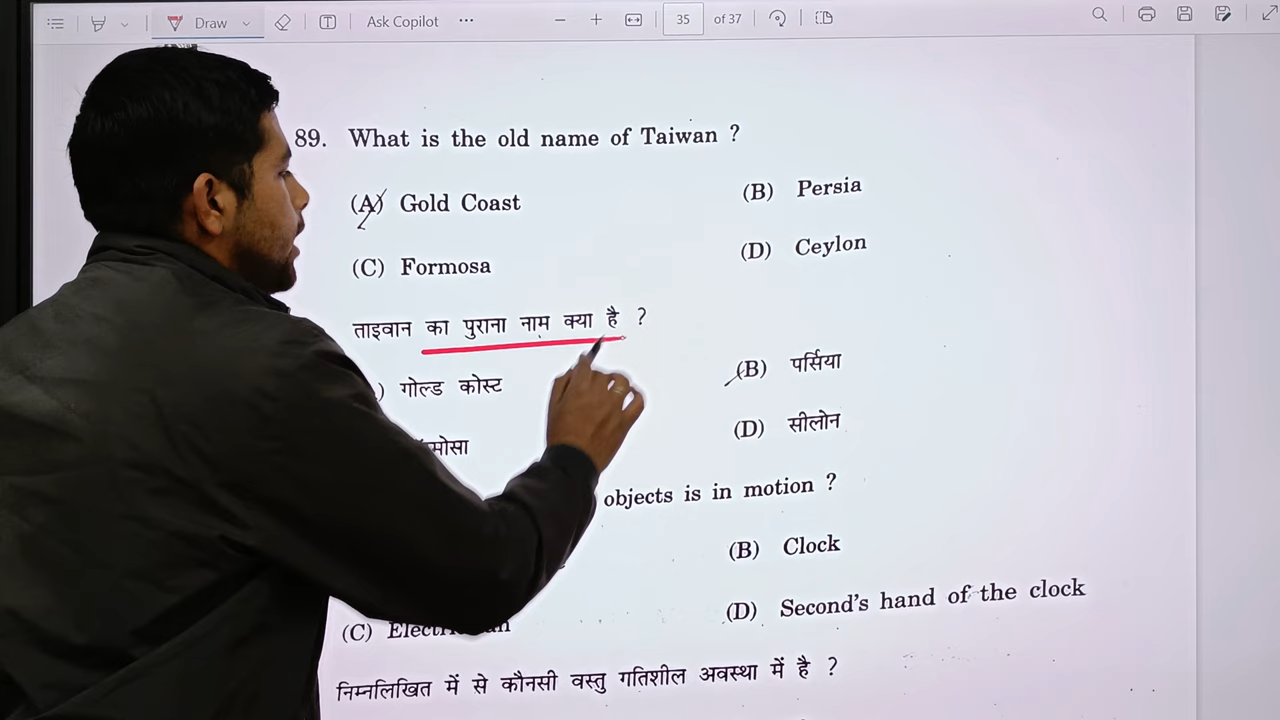 Draw Ask Copilot 35 of 37
89. What is the old name of Taiwan ?
(A) Gold Coast (B) Persia
(C) Formosa (D) Ceylon
ताइवान का पुराना नाम क्या है ?
गोल्ड कोस्ट (B) पर्सिया
(D) सीलोन
objects is in motion ?
(B) Clock
(C) (D) Second's hand of the clock
निम्नलिखित में से कौनसी वस्तु गतिशील अवस्था में है ?